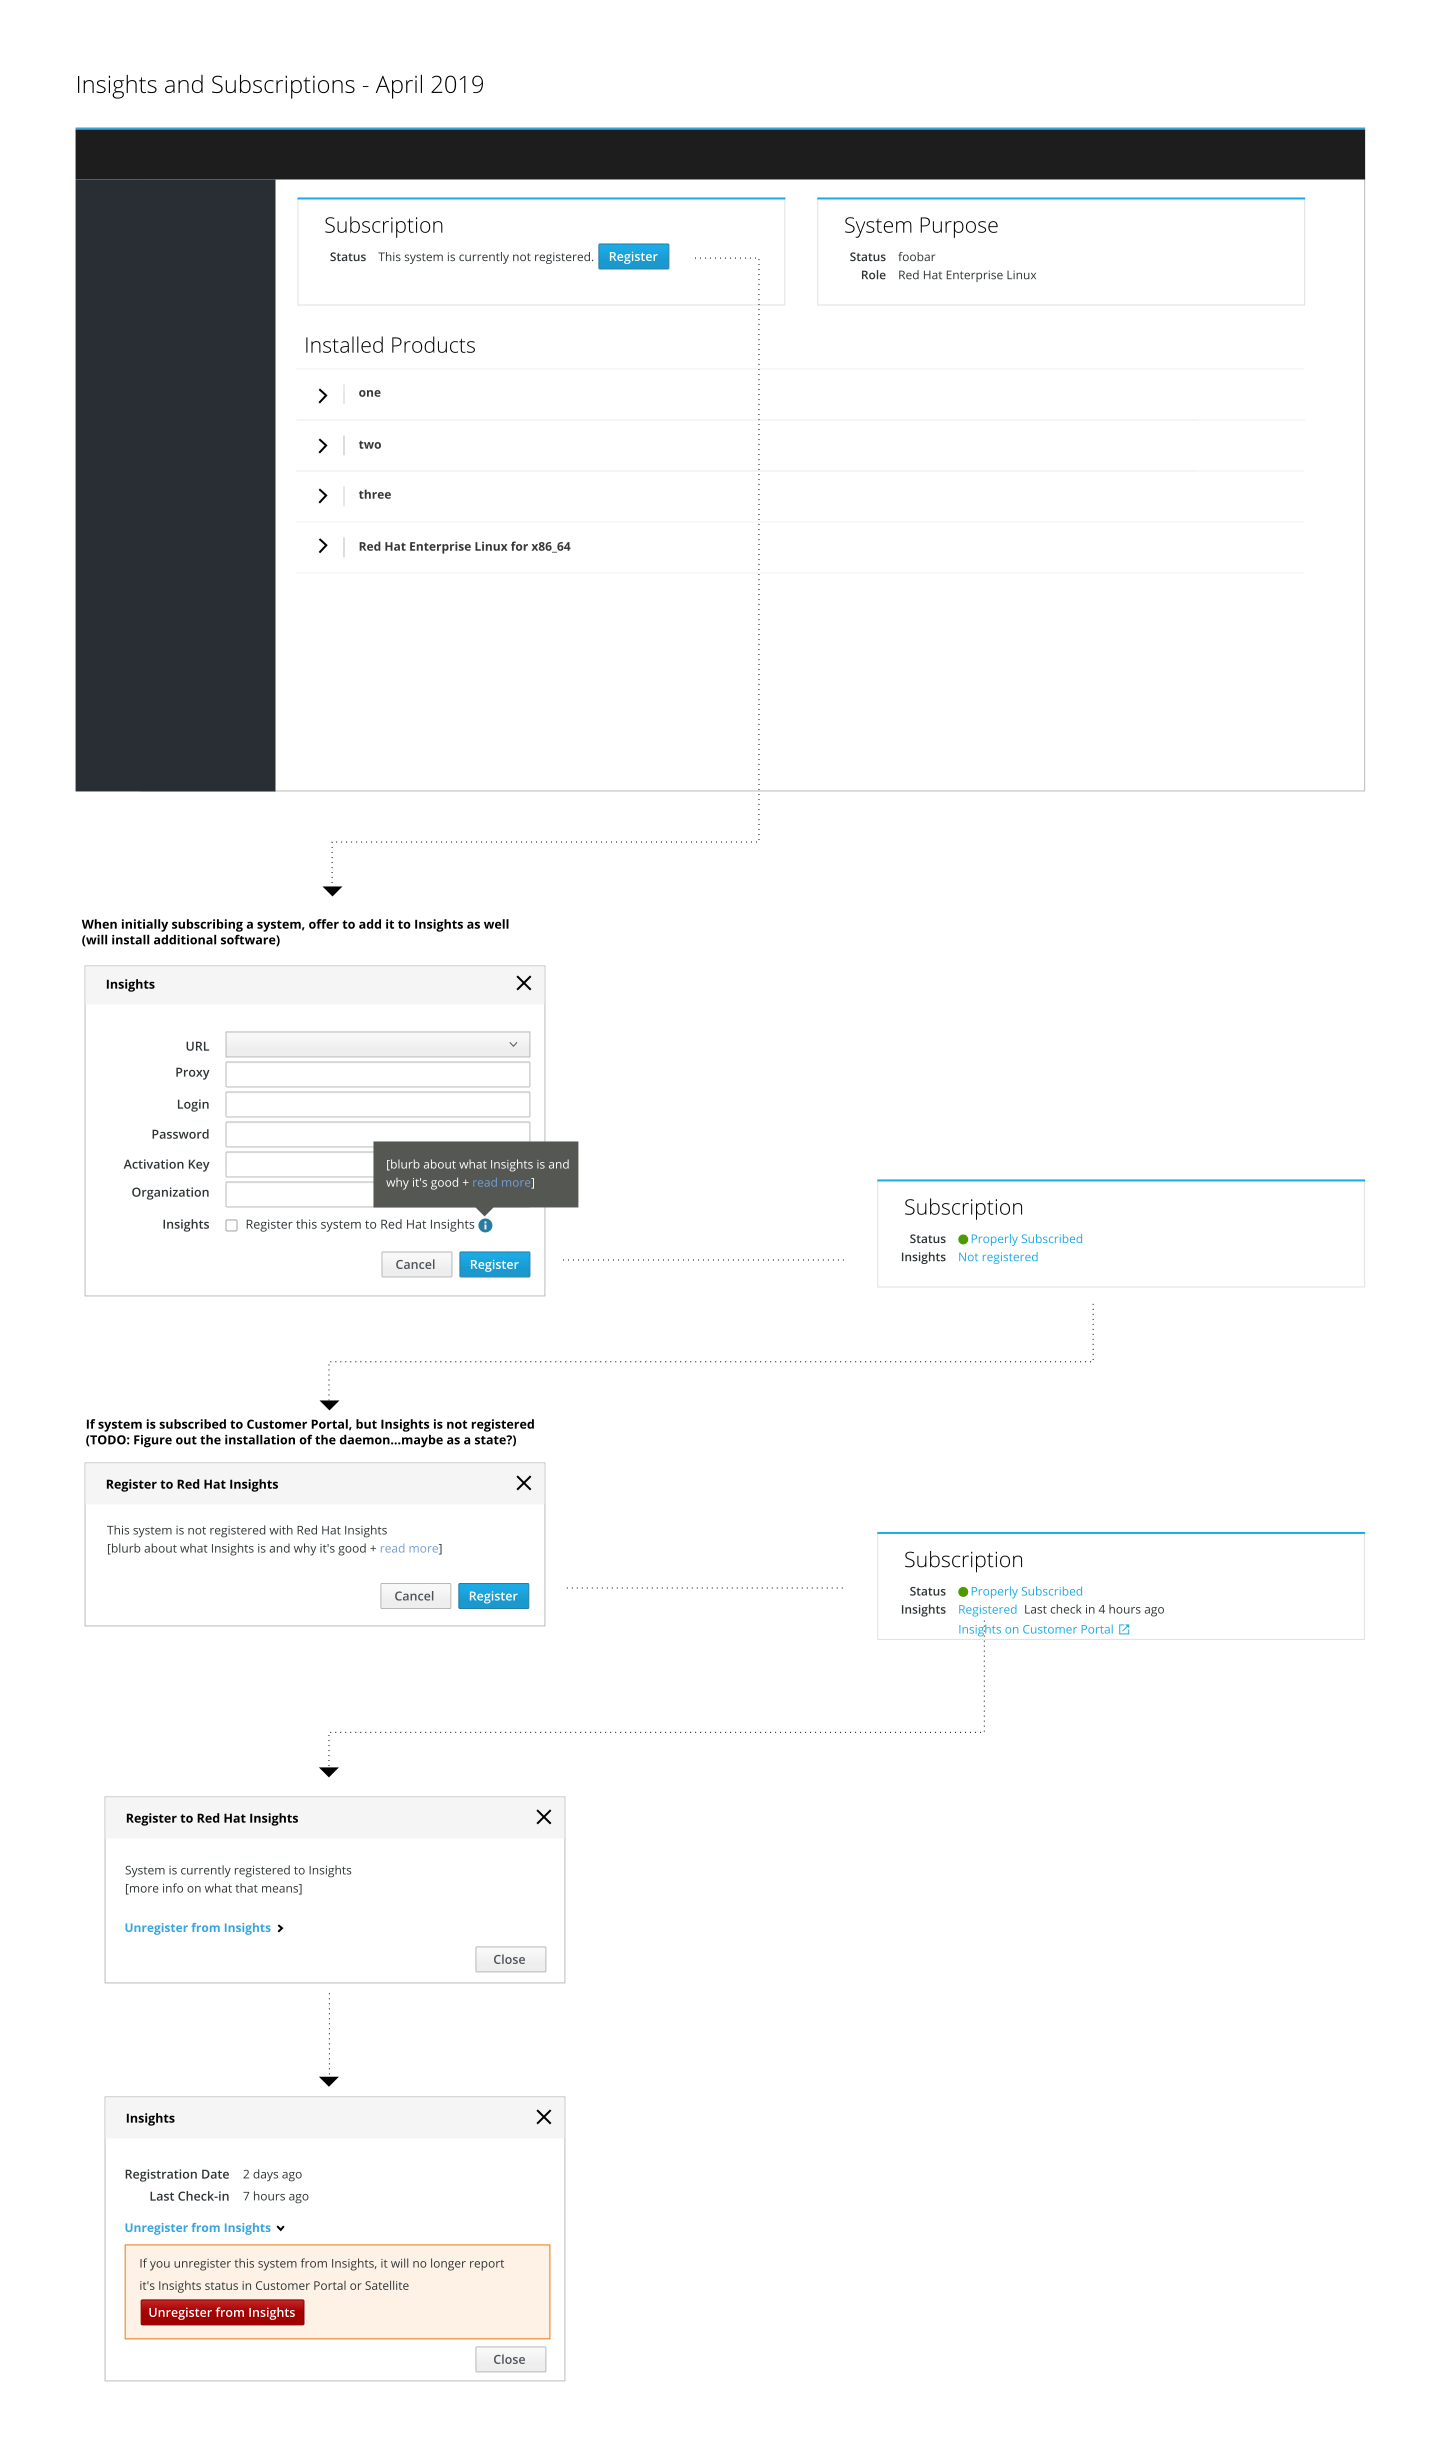 Insights and Subscriptions - April 2019
Subscription
Status This system is currently not registered. Register
System Purpose
Status foobar
Role Red Hat Enterprise Linux
Installed Products
one
two
three
Red Hat Enterprise Linux for x86_64
When initially subscribing a system, offer to add it to Insights as well
(will install additional software)
Insights
URL
Proxy
Login
Password
Activation Key
Organization
[blurb about what Insights is and
why it's good + read more]
Insights Register this system to Red Hat Insights
Cancel Register
Subscription
Status Properly Subscribed
Insights Not registered
If system is subscribed to Customer Portal, but Insights is not registered
(TODO: Figure out the installation of the daemon...maybe as a state?)
Register to Red Hat Insights
This system is not registered with Red Hat Insights
[blurb about what Insights is and why it's good + read more]
Cancel Register
Subscription
Status Properly Subscribed
Insights Registered Last check in 4 hours ago
Insights on Customer Portal
Register to Red Hat Insights
System is currently registered to Insights
[more info on what that means]
Unregister from Insights
Close
Insights
Registration Date 2 days ago
Last Check-in 7 hours ago
Unregister from Insights
If you unregister this system from Insights, it will no longer report
it's Insights status in Customer Portal or Satellite
Unregister from Insights
Close